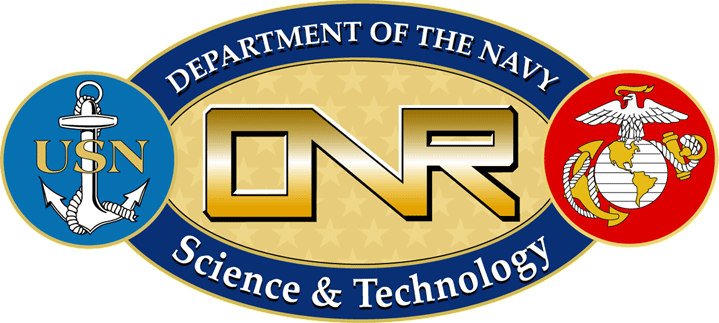 DEPARTMENT OF THE NAVY
USN
ONR
Science & Technology